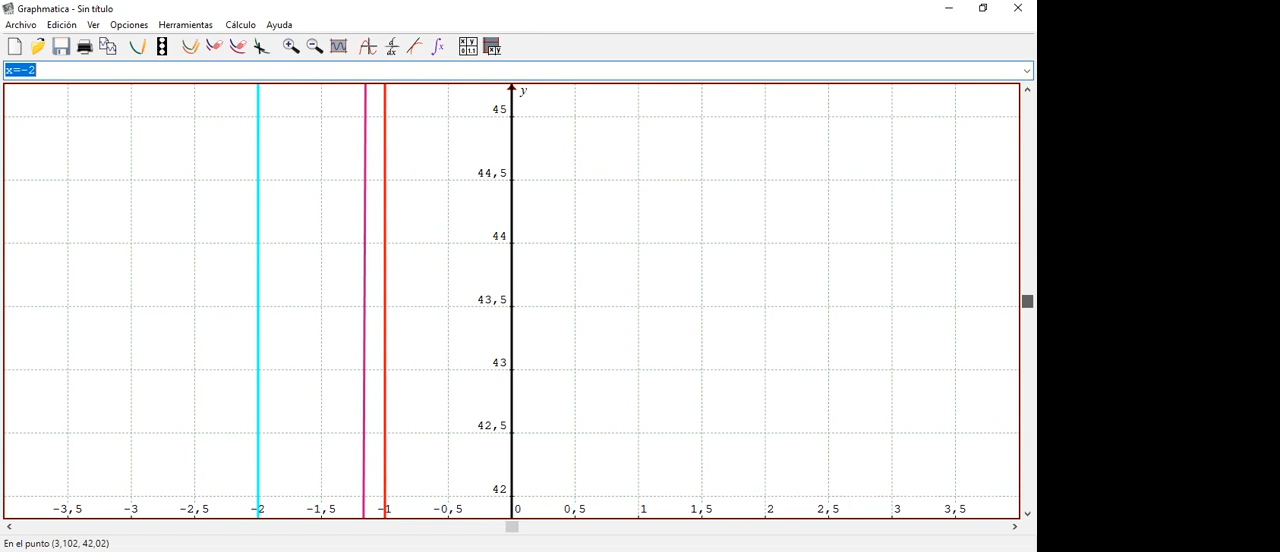 Graphmatica - Sin título
Archivo Edición Ver Opciones Herramientas Cálculo Ayuda
x=-2
y
45
44,5
44
43,5
43
42,5
42
-3,5 -3 -2,5 -2 -1,5 -1 -0,5 0 0,5 1 1,5 2 2,5 3 3,5
En el punto (3,102, 42,02)